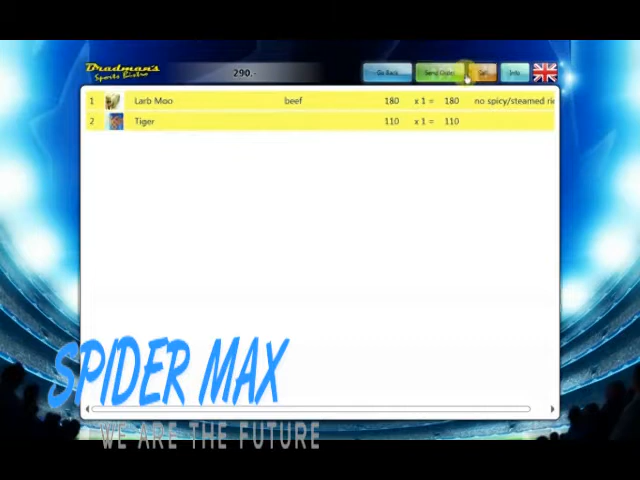 Bradman's
Sports Bistro
290.-
Go Back
Send Order
Info
1 Larb Moo beef 180 x 1 = 180 no spicy/steamed ri
2 Tiger 110 x 1 = 110
SPIDER MAX
WE ARE THE FUTURE